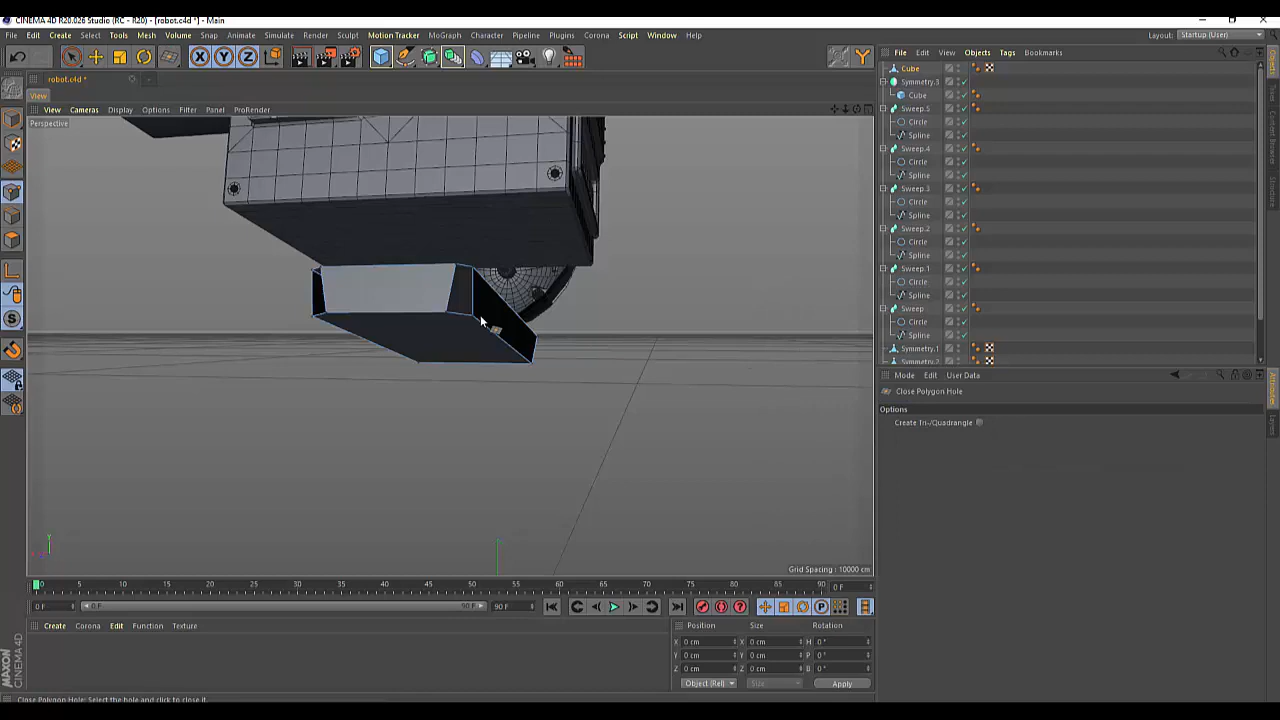 CINEMA 4D R20.026 Studio (RC - R20) - [robot.c4d *] - Main
File Edit Create Select Tools Mesh Volume Snap Animate Simulate Render Sculpt Motion Tracker MoGraph Character Pipeline Plugins Corona Script Window Help
Layout: Startup (User)
X Y Z
File Edit View Objects Tags Bookmarks
robot.c4d *
View
View Cameras Display Options Filter Panel ProRender
Perspective
Cube
Symmetry.3
Cube
Sweep.5
Circle
Spline
Sweep.4
Circle
Spline
Sweep.3
Circle
Spline
Sweep.2
Circle
Spline
Sweep.1
Circle
Spline
Sweep
Circle
Spline
Symmetry.1
Symmetry.2
Mode Edit User Data
Close Polygon Hole
Options
Create Tri-/Quadrangle
Y
Grid Spacing : 10000 cm
0 5 10 15 20 25 30 35 40 45 50 55 60 65 70 75 80 85 90
0 F
0 F 0 F 90 F 90 F
Create Corona Edit Function Texture
Position Size Rotation
X 0 cm X 0 cm H 0 °
Y 0 cm Y 0 cm P 0 °
Z 0 cm Z 0 cm B 0 °
Object (Rel) Size Apply
MAXON CINEMA 4D
Close Polygon Hole: Select the hole and click to close it.